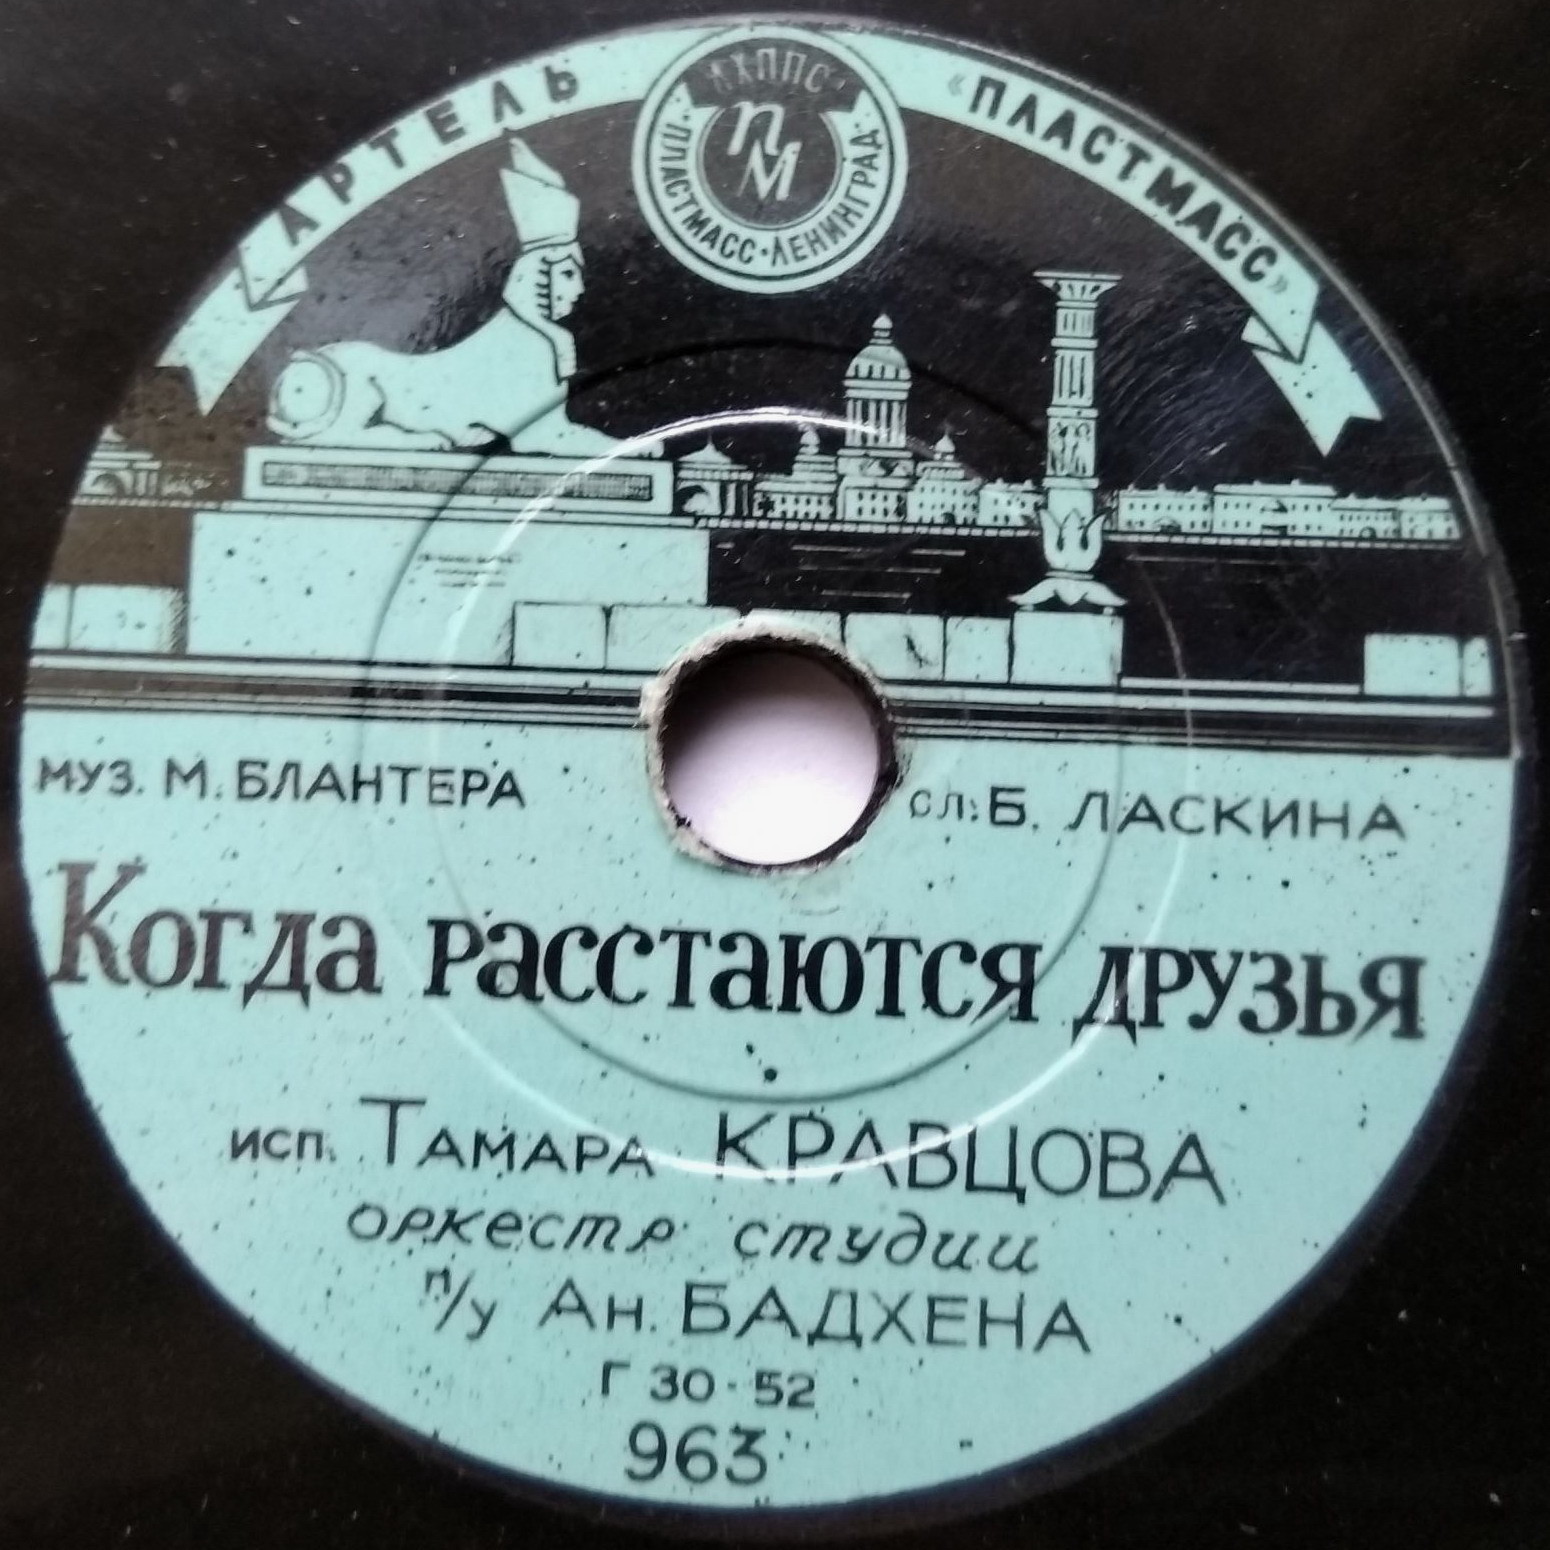 АРТЕЛЬ «ПЛАСТМАСС»
ЛХППС
ПМ
ПЛАСТМАСС·ЛЕНИНГРАД
МУЗ. М. БЛАНТЕРА
СЛ. Б. ЛАСКИНА
Когда расстаются друзья
исп. ТАМАРА КРАВЦОВА
оркестр студии
п/у Ан. БАДХЕНА
Г 30-52
963